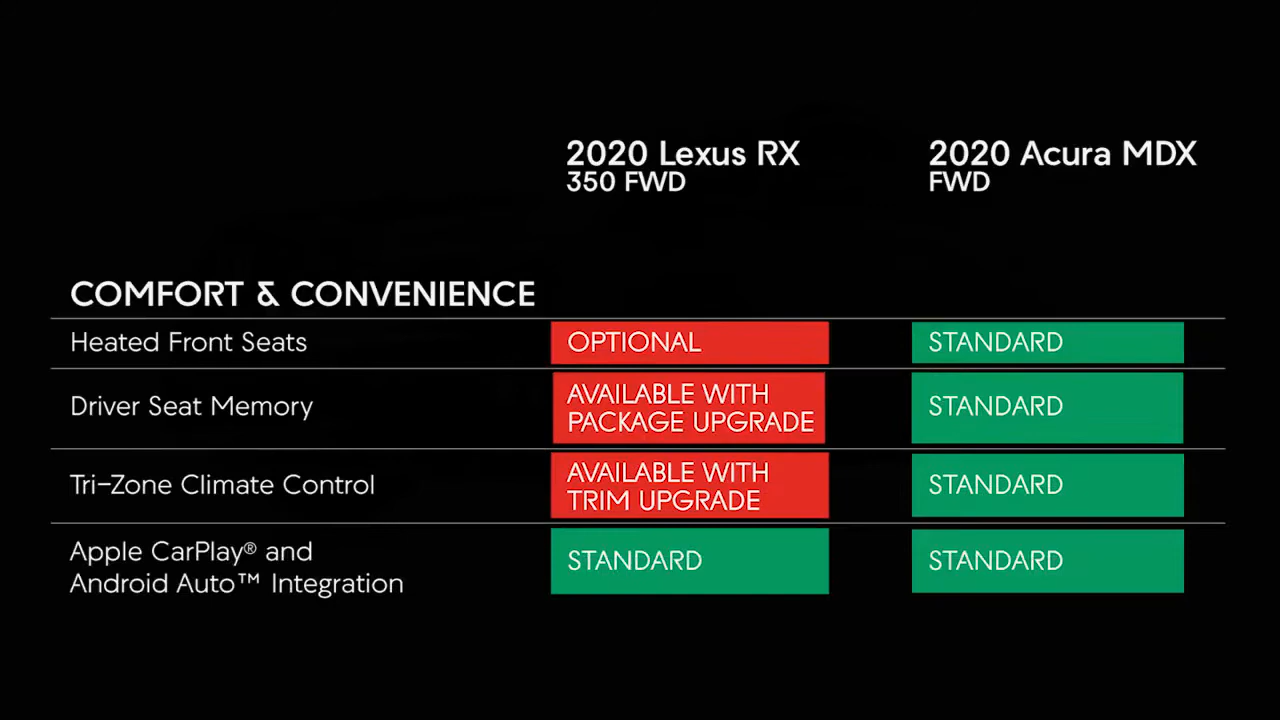 2020 Lexus RX
350 FWD
2020 Acura MDX
FWD
COMFORT & CONVENIENCE
Heated Front Seats
OPTIONAL
STANDARD
Driver Seat Memory
AVAILABLE WITH
PACKAGE UPGRADE
STANDARD
Tri-Zone Climate Control
AVAILABLE WITH
TRIM UPGRADE
STANDARD
Apple CarPlay® and
Android Auto™ Integration
STANDARD
STANDARD